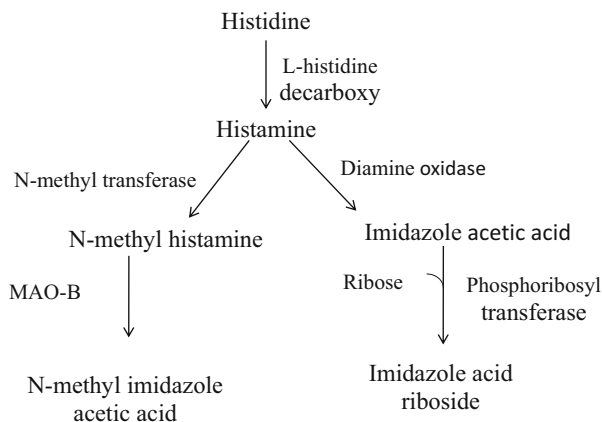 Histidine
L-histidine
decarboxy
Histamine
N-methyl transferase
Diamine oxidase
N-methyl histamine
Imidazole acetic acid
MAO-B
Ribose
Phosphoribosyl
transferase
N-methyl imidazole
acetic acid
Imidazole acid
riboside